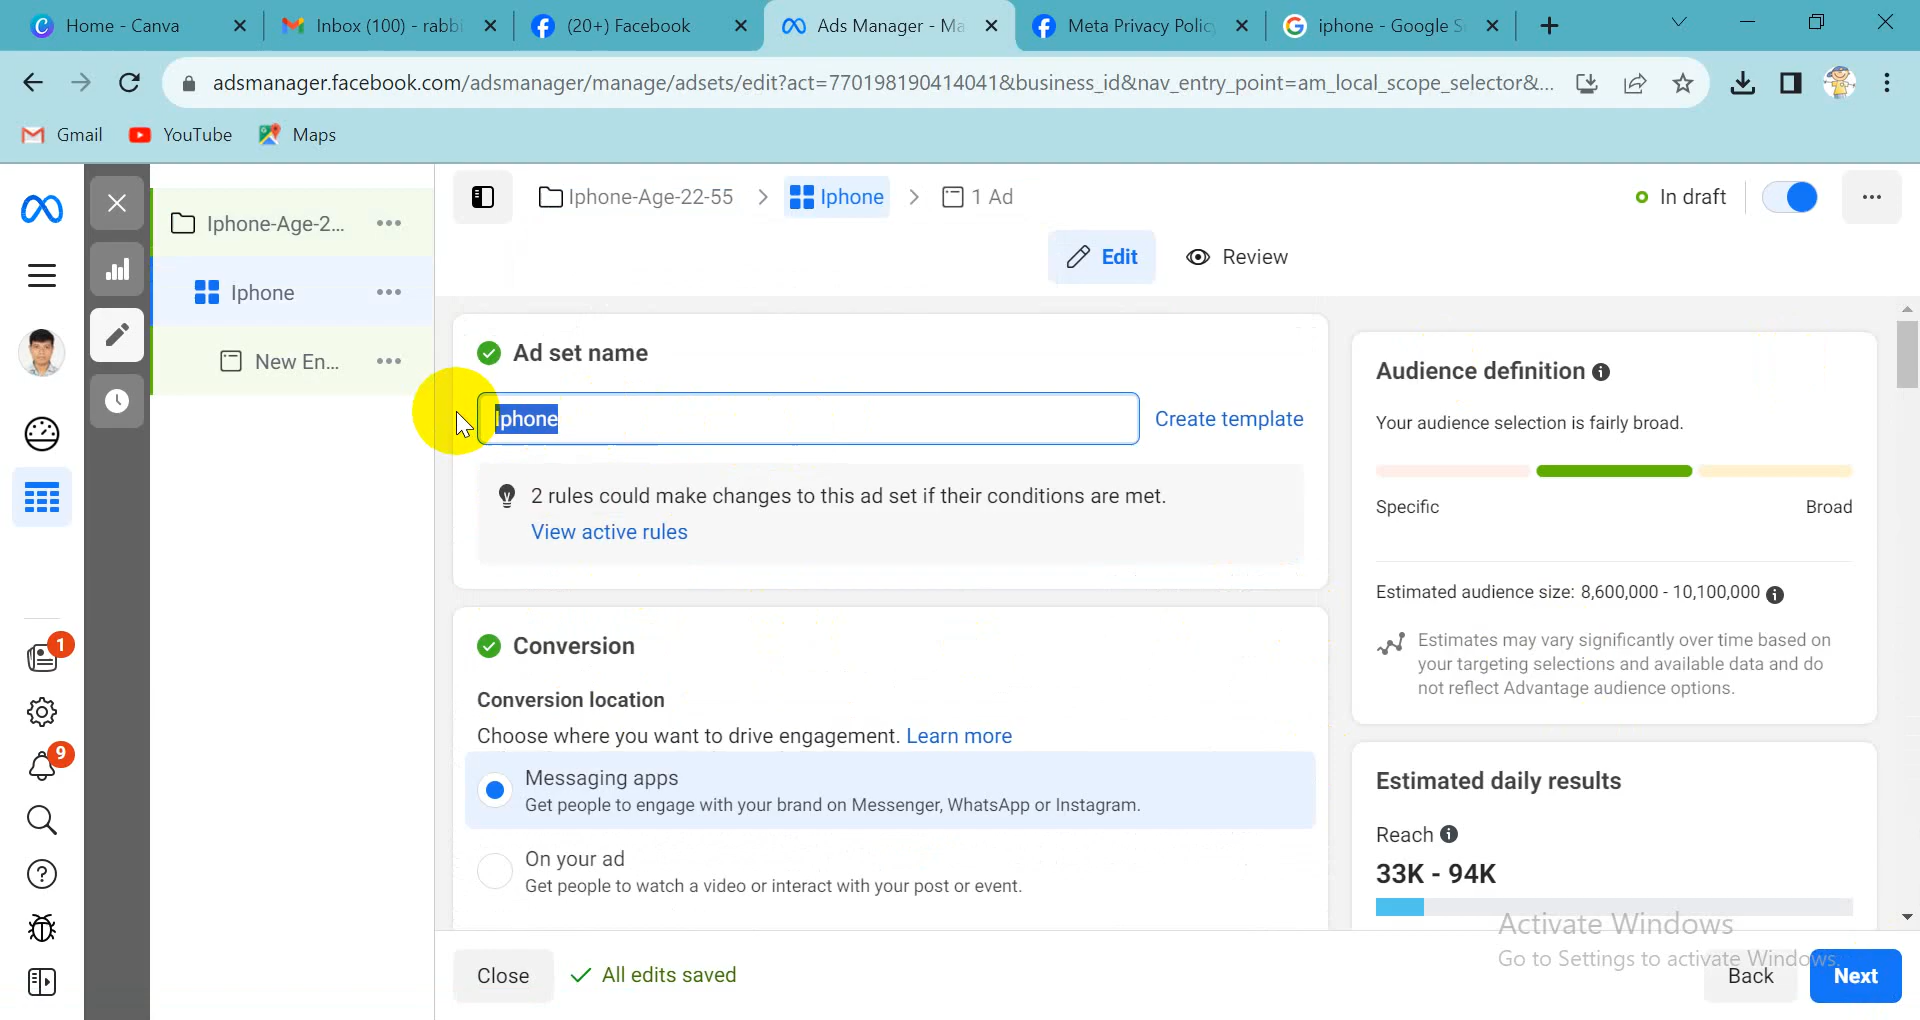 Home - Canva
Inbox (100) - rabbi
(20+) Facebook
Ads Manager - Ma
Meta Privacy Policy
iphone - Google S
adsmanager.facebook.com/adsmanager/manage/adsets/edit?act=770198190414041&business_id&nav_entry_point=am_local_scope_selector&...
Gmail
YouTube
Maps
Iphone-Age-2...
Iphone
New En...
1
9
Iphone-Age-22-55
Iphone
1 Ad
In draft
Edit
Review
Ad set name
Iphone
Create template
2 rules could make changes to this ad set if their conditions are met.
View active rules
Conversion
Conversion location
Choose where you want to drive engagement. Learn more
Messaging apps
Get people to engage with your brand on Messenger, WhatsApp or Instagram.
On your ad
Get people to watch a video or interact with your post or event.
Audience definition
Your audience selection is fairly broad.
Specific
Broad
Estimated audience size: 8,600,000 - 10,100,000
Estimates may vary significantly over time based on
your targeting selections and available data and do
not reflect Advantage audience options.
Estimated daily results
Reach
33K - 94K
Activate Windows
Go to Settings to activate Windows.
Close
All edits saved
Back
Next